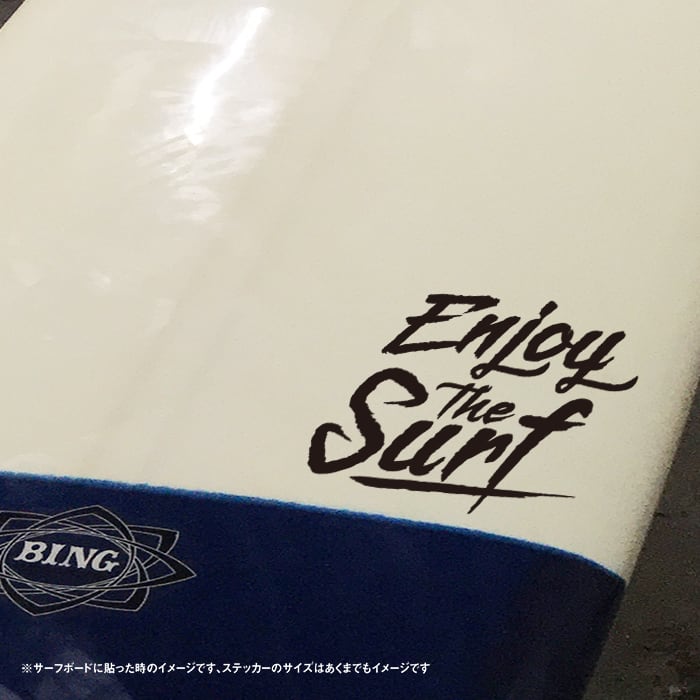 Enjoy
The
Surf
BING
※サーフボードに貼った時のイメージです、ステッカーのサイズはあくまでもイメージです